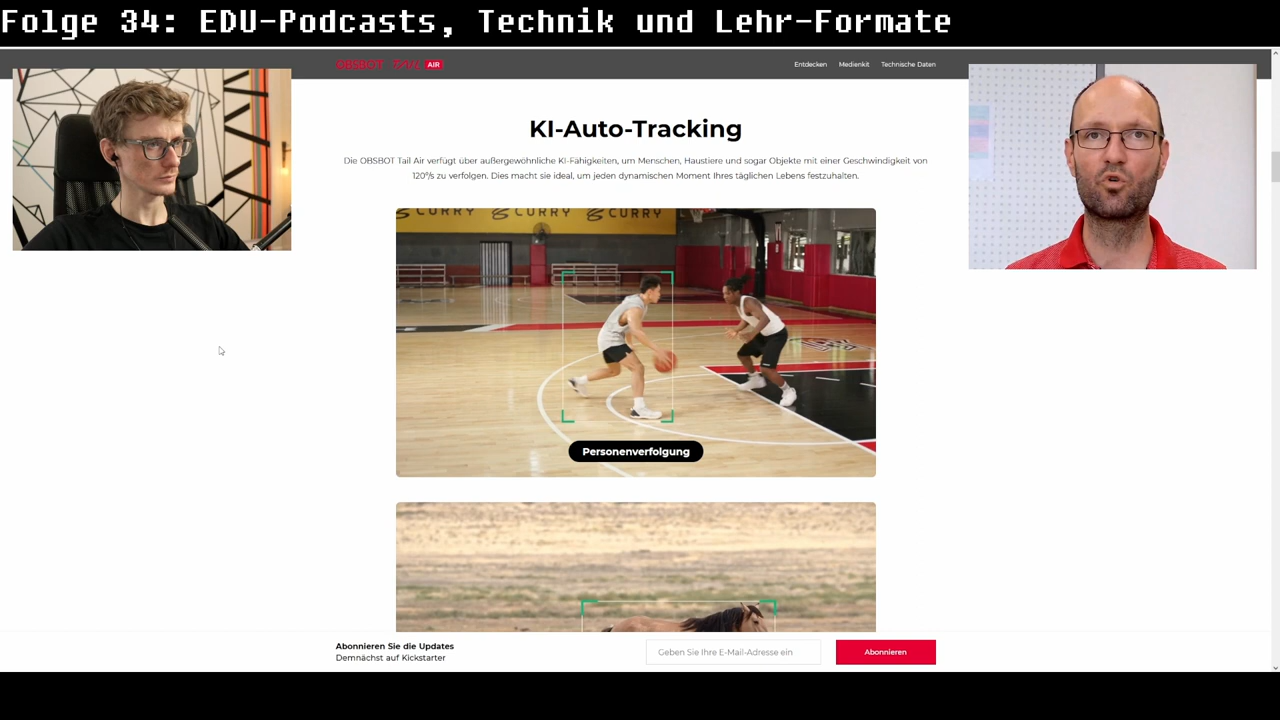 Folge 34: EDU-Podcasts, Technik und Lehr-Formate
OBSBOT Tail AIR
Entdecken Medienkit Technische Daten
KI-Auto-Tracking
Die OBSBOT Tail Air verfügt über außergewöhnliche KI-Fähigkeiten, um Menschen, Haustiere und sogar Objekte mit einer Geschwindigkeit von
120°/s zu verfolgen. Dies macht sie ideal, um jeden dynamischen Moment Ihres täglichen Lebens festzuhalten.
CURRY CURRY CURRY
Personenverfolgung
Abonnieren Sie die Updates
Demnächst auf Kickstarter
Geben Sie Ihre E-Mail-Adresse ein
Abonnieren